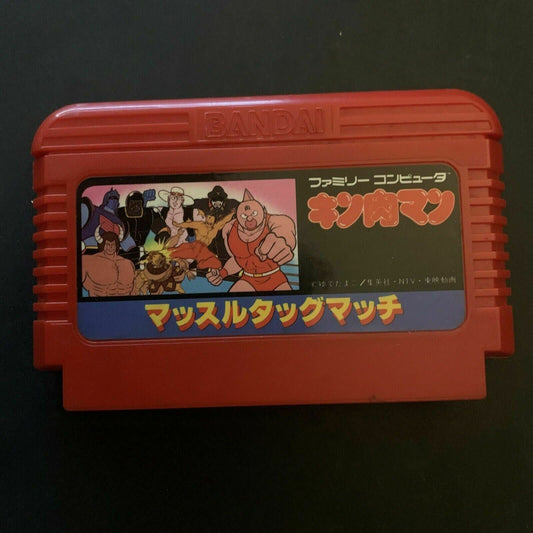 BANDAI
ファミリー コンピュータ™
キン肉マン
©ゆでたまご/集英社・NTV・東映動画
マッスルタッグマッチ